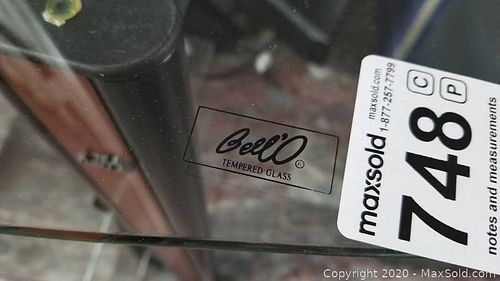 Bell'O ®
TEMPERED GLASS
maxsold
maxsold.com
1-877-257-7799
748
C P
notes and measurements
Copyright © 2020 - MaxSold.com